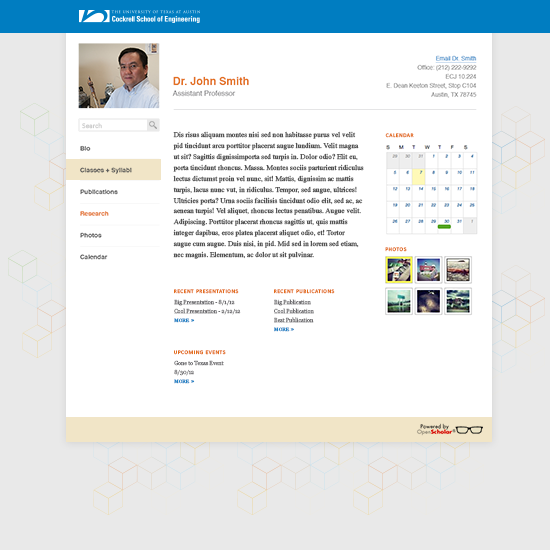 THE UNIVERSITY OF TEXAS AT AUSTIN
Cockrell School of Engineering
Dr. John Smith
Assistant Professor
Email Dr. Smith
Office: (212) 222-9292
ECJ 10.224
E. Dean Keeton Street, Stop C104
Austin, TX 78745
Search
Bio
Classes + Syllabi
Publications
Research
Photos
Calendar
Dis risus aliquam montes nisi sed non habitasse purus vel velit
pid tincidunt arcu porttitor placerat augue lundium. Velit magna
ut sit? Sagittis dignissimporta sed turpis in. Dolor odio? Elit eu,
porta tincidunt rhoncus. Massa. Montes sociis parturient ridiculus
lectus dictumst proin vel nunc, sit! Mattis, dignissim ac mattis
turpis, lacus nunc vut, in ridiculus. Tempor, sed augue, ultrices!
Ultricies porta? Urna sociis facilisis tincidunt odio elit, sed ac, ac
aenean turpis! Vel aliquet, rhoncus lectus penatibus. Augue velit.
Adipiscing. Porttitor placerat rhoncus sagittis ut, quis mattis
integer dapibus, eros platea placerat aliquet odio, et! Tortor
augue cum augue. Duis nisi, in pid. Mid sed in lorem sed etiam,
nec magnis. Elementum, ac dolor ut sit pulvinar.
CALENDAR
S M T W T F S
29 30 31 1 2 3 4
5 6 7 8 9 10 11
12 13 14 15 16 17 18
19 20 21 22 23 24 25
26 27 28 29 30 31 1
PHOTOS
RECENT PRESENTATIONS
Big Presentation - 8/1/12
Cool Presentation - 2/12/12
MORE »
RECENT PUBLICATIONS
Big Publication
Cool Publication
Best Publication
MORE »
UPCOMING EVENTS
Gone to Texas Event
8/30/12
MORE »
Powered by
OpenScholar